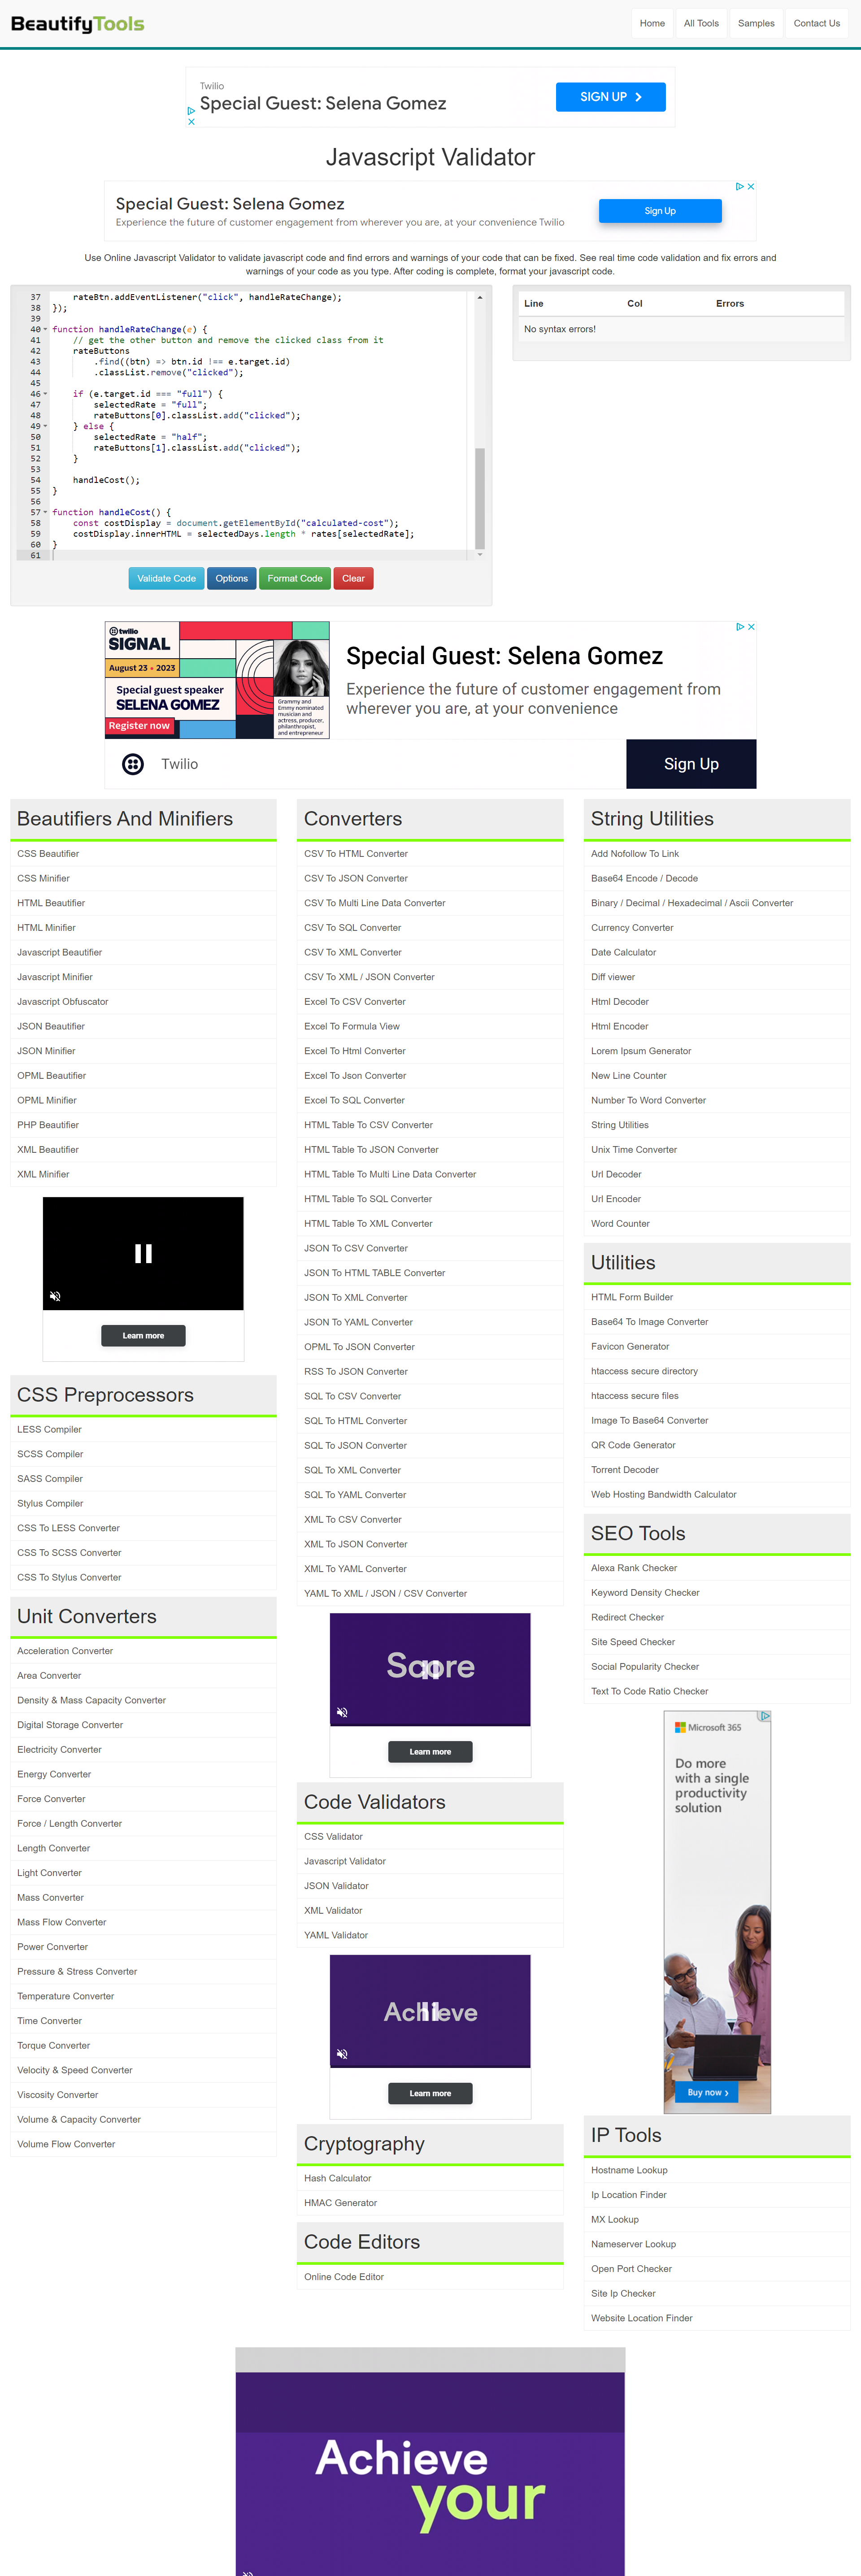 BeautifyTools
Home
All Tools
Samples
Contact Us
Twilio
Special Guest: Selena Gomez
SIGN UP
Javascript Validator
Special Guest: Selena Gomez
Experience the future of customer engagement from wherever you are, at your convenience Twilio
Sign Up
Use Online Javascript Validator to validate javascript code and find errors and warnings of your code that can be fixed. See real time code validation and fix errors and
warnings of your code as you type. After coding is complete, format your javascript code.
37 rateBtn.addEventListener("click", handleRateChange);
38 });
39
40 function handleRateChange(e) {
41 // get the other button and remove the clicked class from it
42 rateButtons
43 .find((btn) => btn.id !== e.target.id)
44 .classList.remove("clicked");
45
46 if (e.target.id === "full") {
47 selectedRate = "full";
48 rateButtons[0].classList.add("clicked");
49 } else {
50 selectedRate = "half";
51 rateButtons[1].classList.add("clicked");
52 }
53
54 handleCost();
55 }
56
57 function handleCost() {
58 const costDisplay = document.getElementById("calculated-cost");
59 costDisplay.innerHTML = selectedDays.length * rates[selectedRate];
60 }
61
Validate Code
Options
Format Code
Clear
Line Col Errors
No syntax errors!
twilio
SIGNAL
August 23 • 2023
Special guest speaker
SELENA GOMEZ
Register now
Grammy and
Emmy nominated
musician and
actress, producer,
philanthropist,
and entrepreneur
Special Guest: Selena Gomez
Experience the future of customer engagement from
wherever you are, at your convenience
Twilio
Sign Up
Beautifiers And Minifiers
CSS Beautifier
CSS Minifier
HTML Beautifier
HTML Minifier
Javascript Beautifier
Javascript Minifier
Javascript Obfuscator
JSON Beautifier
JSON Minifier
OPML Beautifier
OPML Minifier
PHP Beautifier
XML Beautifier
XML Minifier
Learn more
CSS Preprocessors
LESS Compiler
SCSS Compiler
SASS Compiler
Stylus Compiler
CSS To LESS Converter
CSS To SCSS Converter
CSS To Stylus Converter
Unit Converters
Acceleration Converter
Area Converter
Density & Mass Capacity Converter
Digital Storage Converter
Electricity Converter
Energy Converter
Force Converter
Force / Length Converter
Length Converter
Light Converter
Mass Converter
Mass Flow Converter
Power Converter
Pressure & Stress Converter
Temperature Converter
Time Converter
Torque Converter
Velocity & Speed Converter
Viscosity Converter
Volume & Capacity Converter
Volume Flow Converter
Converters
CSV To HTML Converter
CSV To JSON Converter
CSV To Multi Line Data Converter
CSV To SQL Converter
CSV To XML Converter
CSV To XML / JSON Converter
Excel To CSV Converter
Excel To Formula View
Excel To Html Converter
Excel To Json Converter
Excel To SQL Converter
HTML Table To CSV Converter
HTML Table To JSON Converter
HTML Table To Multi Line Data Converter
HTML Table To SQL Converter
HTML Table To XML Converter
JSON To CSV Converter
JSON To HTML TABLE Converter
JSON To XML Converter
JSON To YAML Converter
OPML To JSON Converter
RSS To JSON Converter
SQL To CSV Converter
SQL To HTML Converter
SQL To JSON Converter
SQL To XML Converter
SQL To YAML Converter
XML To CSV Converter
XML To JSON Converter
XML To YAML Converter
YAML To XML / JSON / CSV Converter
Learn more
Code Validators
CSS Validator
Javascript Validator
JSON Validator
XML Validator
YAML Validator
Achieve
Learn more
Cryptography
Hash Calculator
HMAC Generator
Code Editors
Online Code Editor
String Utilities
Add Nofollow To Link
Base64 Encode / Decode
Binary / Decimal / Hexadecimal / Ascii Converter
Currency Converter
Date Calculator
Diff viewer
Html Decoder
Html Encoder
Lorem Ipsum Generator
New Line Counter
Number To Word Converter
String Utilities
Unix Time Converter
Url Decoder
Url Encoder
Word Counter
Utilities
HTML Form Builder
Base64 To Image Converter
Favicon Generator
htaccess secure directory
htaccess secure files
Image To Base64 Converter
QR Code Generator
Torrent Decoder
Web Hosting Bandwidth Calculator
SEO Tools
Alexa Rank Checker
Keyword Density Checker
Redirect Checker
Site Speed Checker
Social Popularity Checker
Text To Code Ratio Checker
Microsoft 365
Do more
with a single
productivity
solution
Buy now
IP Tools
Hostname Lookup
Ip Location Finder
MX Lookup
Nameserver Lookup
Open Port Checker
Site Ip Checker
Website Location Finder
Achieve
your